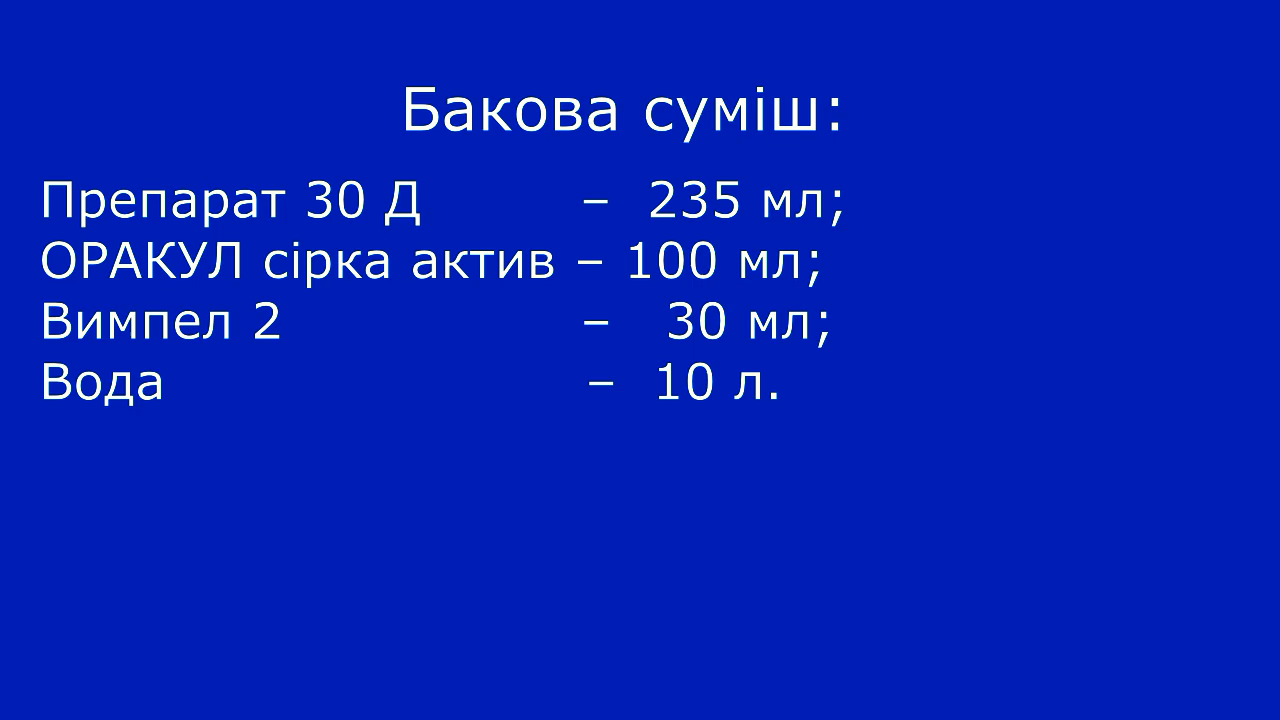 Бакова суміш:
Препарат 30 Д – 235 мл;
ОРАКУЛ сірка актив – 100 мл;
Вимпел 2 – 30 мл;
Вода – 10 л.